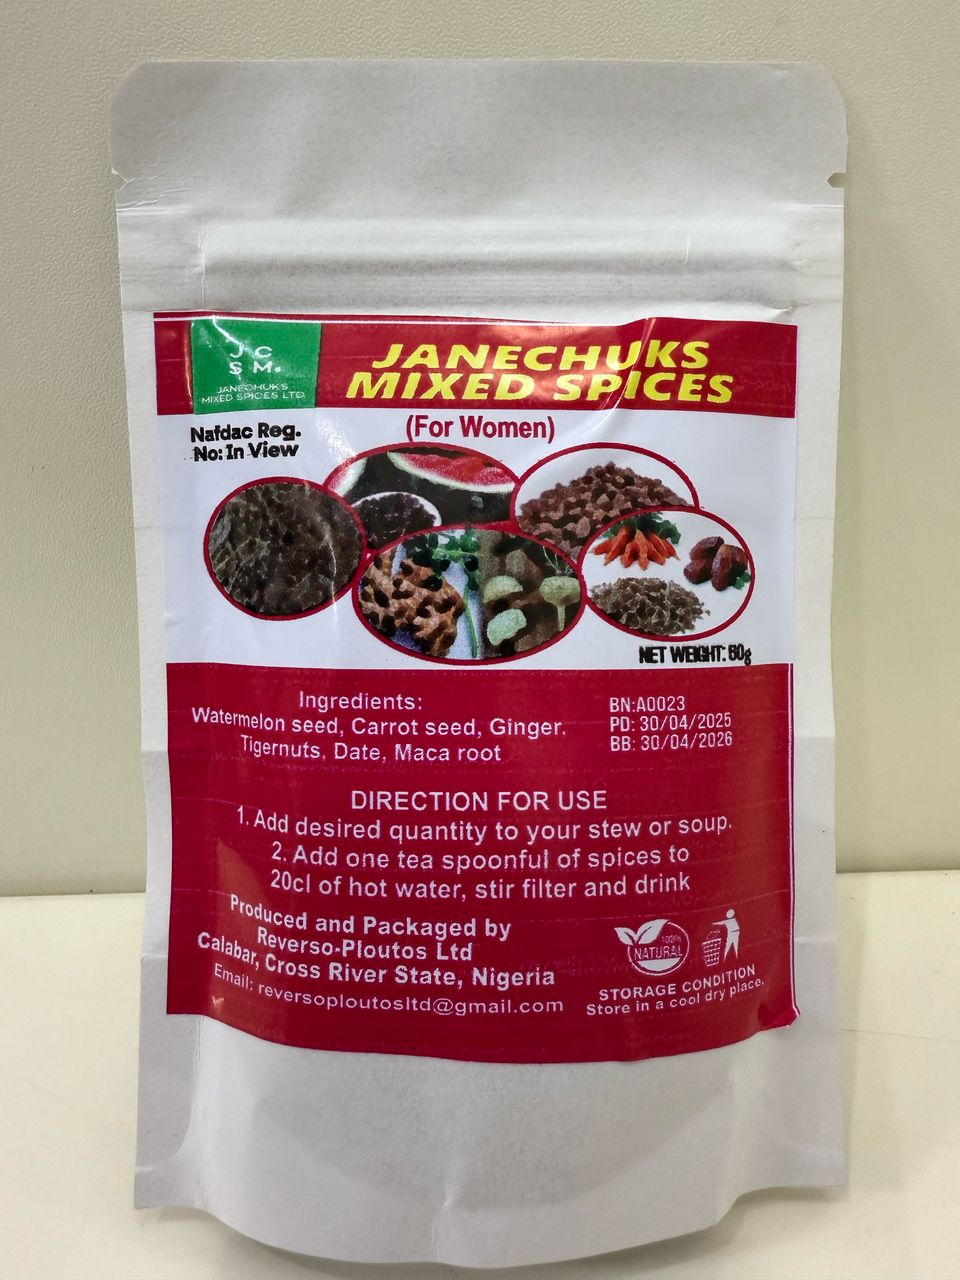 J C
S M.
JANECHUKS
MIXED SPICES LTD.
JANECHUKS
MIXED SPICES
(For Women)
Nafdac Reg.
No: In View
NET WEIGHT: 60g
Ingredients:
Watermelon seed, Carrot seed, Ginger.
Tigernuts, Date, Maca root
BN:A0023
PD: 30/04/2025
BB: 30/04/2026
DIRECTION FOR USE
1. Add desired quantity to your stew or soup.
2. Add one tea spoonful of spices to
20cl of hot water, stir filter and drink
Produced and Packaged by
Reverso-Ploutos Ltd
Calabar, Cross River State, Nigeria
Email: reversoploutosltd@gmail.com
100%
NATURAL
STORAGE CONDITION
Store in a cool dry place.